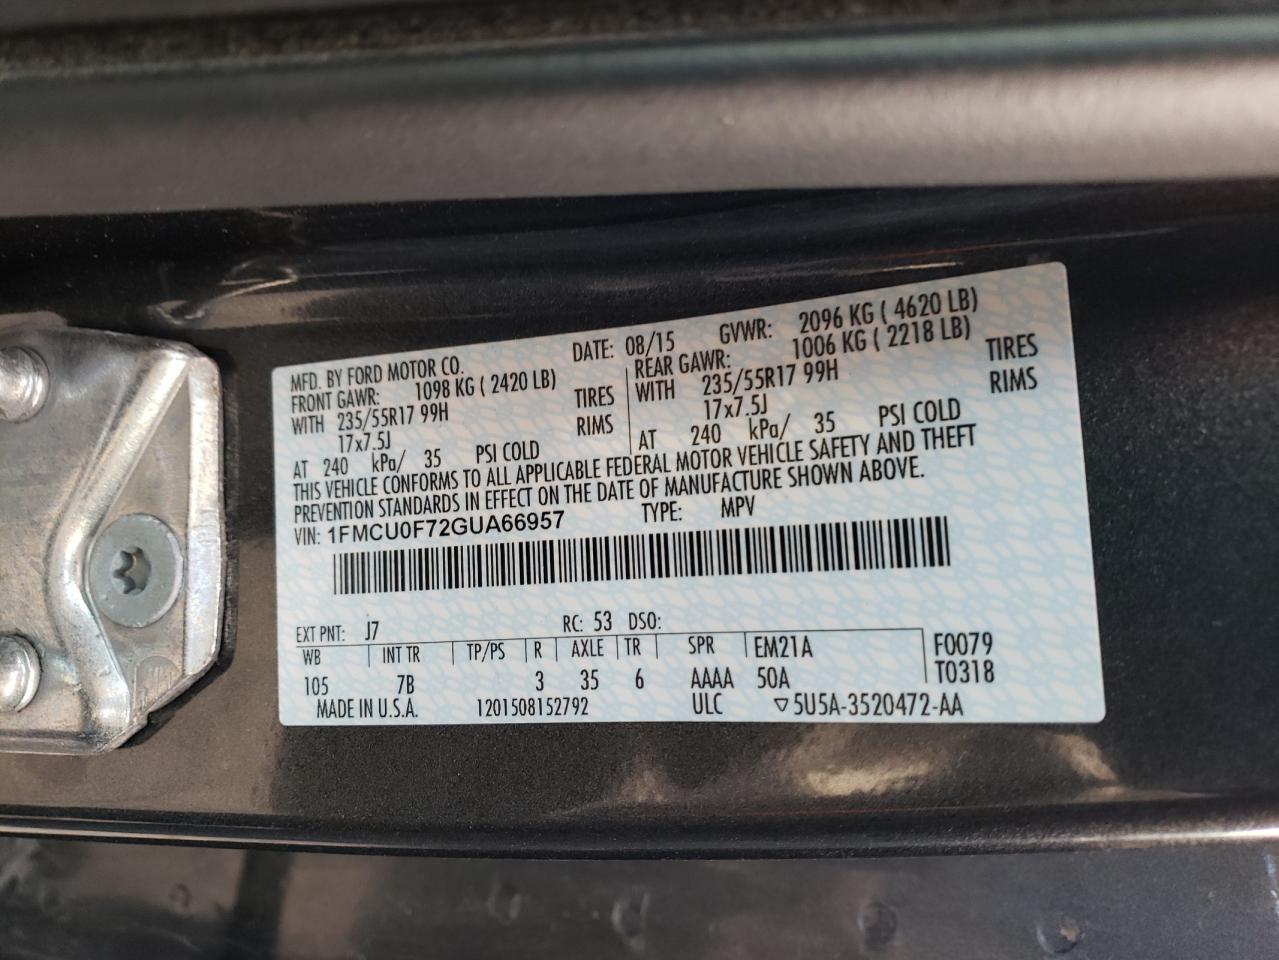 MFD. BY FORD MOTOR CO. DATE: 08/15 GVWR: 2096 KG ( 4620 LB)
FRONT GAWR: 1098 KG ( 2420 LB) REAR GAWR: 1006 KG ( 2218 LB)
WITH 235/55R17 99H TIRES WITH 235/55R17 99H TIRES
17x7.5J RIMS 17x7.5J RIMS
AT 240 kPa/ 35 PSI COLD AT 240 kPa/ 35 PSI COLD
THIS VEHICLE CONFORMS TO ALL APPLICABLE FEDERAL MOTOR VEHICLE SAFETY AND THEFT
PREVENTION STANDARDS IN EFFECT ON THE DATE OF MANUFACTURE SHOWN ABOVE.
VIN: 1FMCU0F72GUA66957 TYPE: MPV
EXT PNT: J7 RC: 53 DSO:
WB INT TR TP/PS R AXLE TR SPR EM21A F0079
105 7B 3 35 6 AAAA 50A T0318
MADE IN U.S.A. 1201508152792 ULC ▽5U5A-3520472-AA